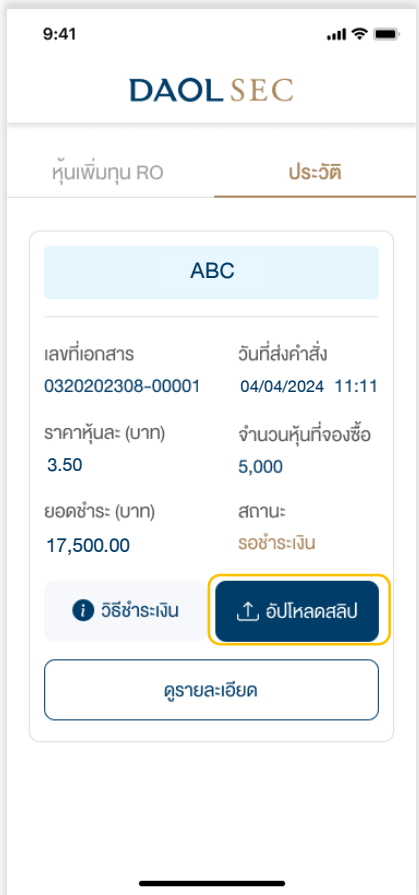 9:41
DAOL SEC
หุ้นเพิ่มทุน RO ประวัติ
ABC
เลขที่เอกสาร วันที่ส่งคำสั่ง
0320202308-00001 04/04/2024 11:11
ราคาหุ้นละ (บาท) จำนวนหุ้นที่จองซื้อ
3.50 5,000
ยอดชำระ (บาท) สถานะ
17,500.00 รอชำระเงิน
วิธีชำระเงิน อัปโหลดสลิป
ดูรายละเอียด